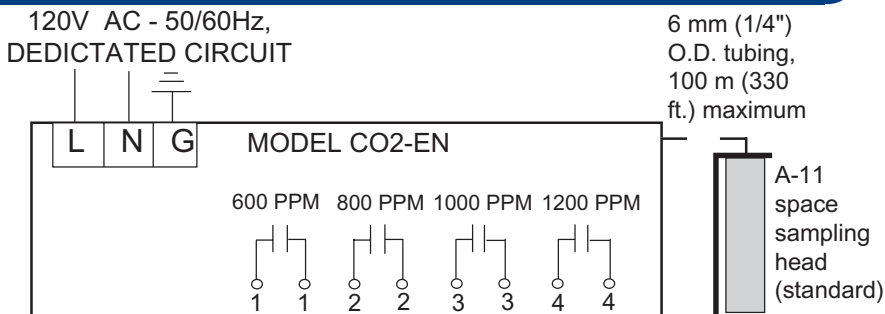 120V AC - 50/60Hz,
DEDICTATED CIRCUIT
6 mm (1/4")
O.D. tubing,
100 m (330
ft.) maximum
L N G
MODEL CO2-EN
600 PPM 800 PPM 1000 PPM 1200 PPM
1 1 2 2 3 3 4 4
A-11
space
sampling
head
(standard)